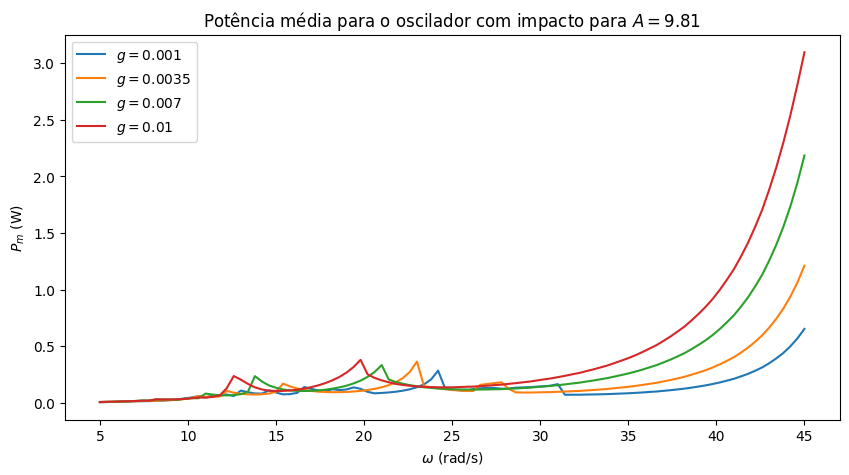 Potência média para o oscilador com impacto para A = 9.81
g = 0.001
g = 0.0035
g = 0.007
g = 0.01
P_m (W)
3.0
2.5
2.0
1.5
1.0
0.5
0.0
5 10 15 20 25 30 35 40 45
ω (rad/s)